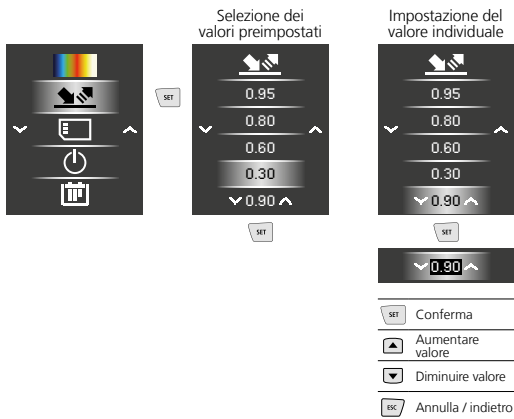 Selezione dei
valori preimpostati
Impostazione del
valore individuale
SET
0.95
0.80
0.60
0.30
0.90
SET
0.95
0.80
0.60
0.30
0.90
SET
0.90
SET Conferma
Aumentare
valore
Diminuire valore
ESC Annulla / indietro